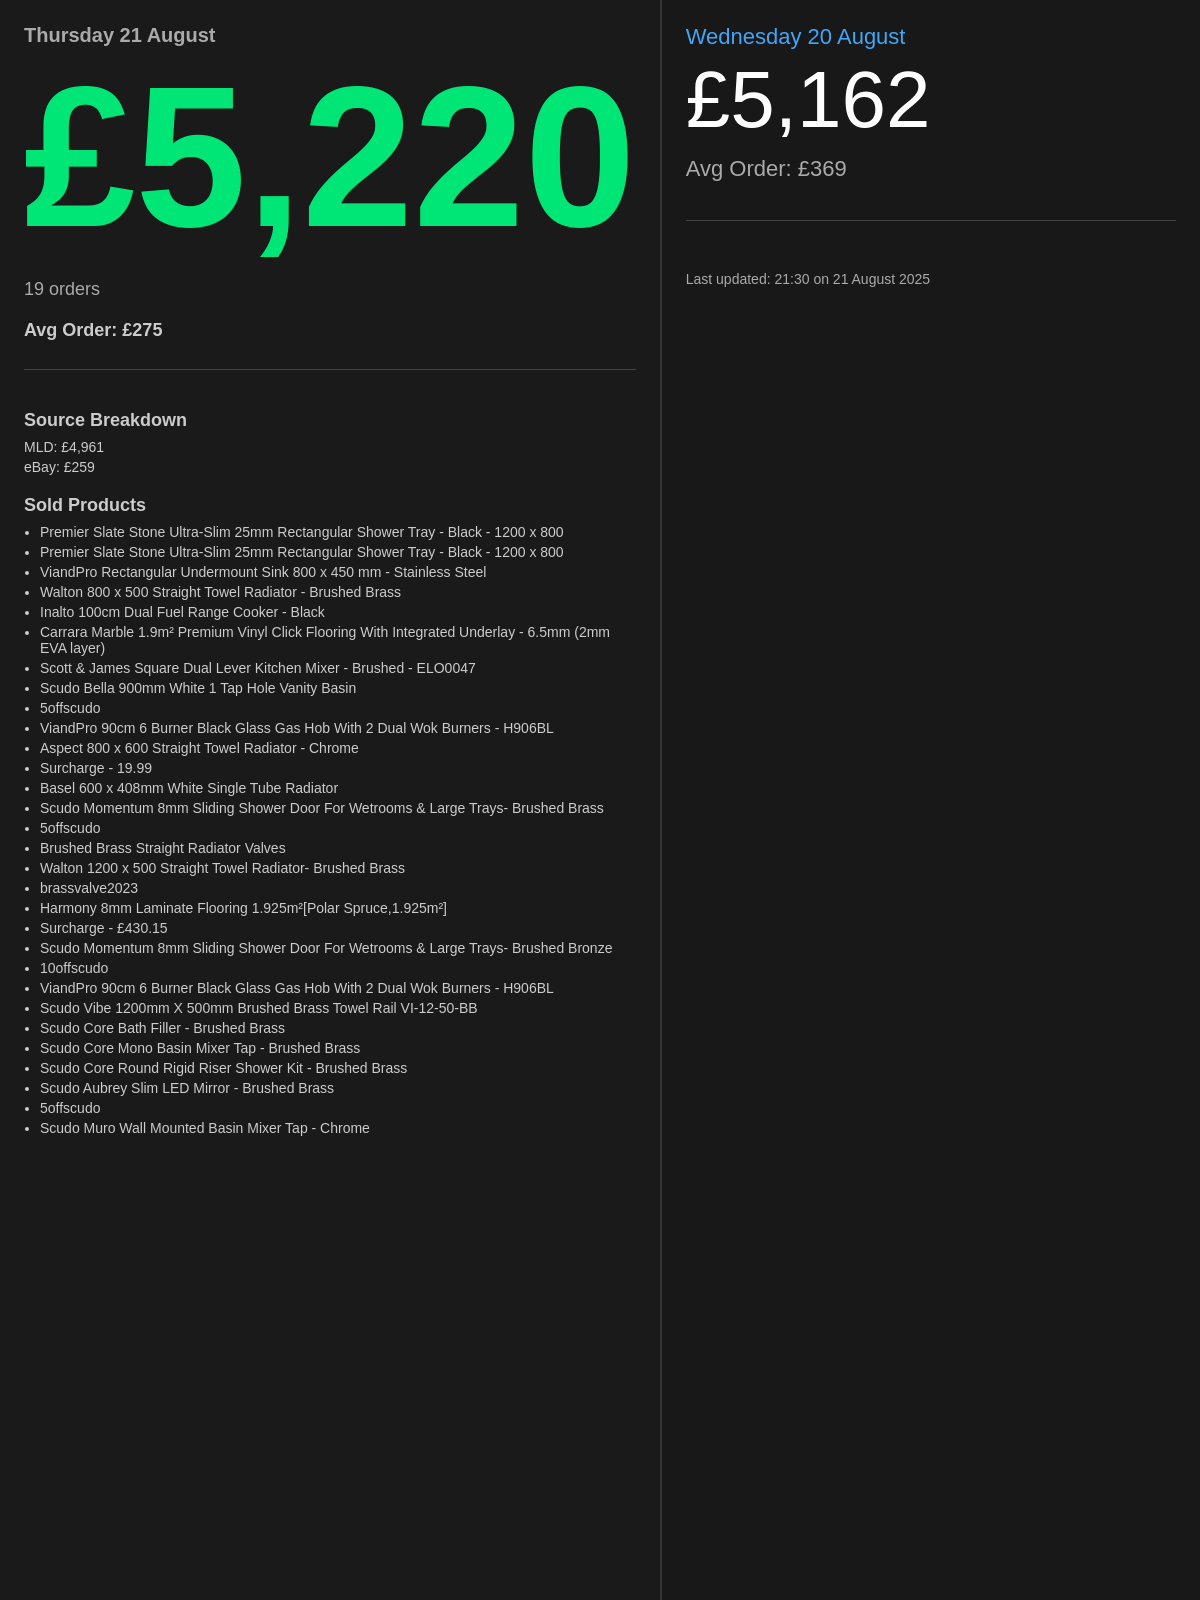 Thursday 21 August
£5,220
19 orders
Avg Order: £275
Source Breakdown
MLD: £4,961
eBay: £259
Sold Products
Premier Slate Stone Ultra-Slim 25mm Rectangular Shower Tray - Black - 1200 x 800
Premier Slate Stone Ultra-Slim 25mm Rectangular Shower Tray - Black - 1200 x 800
ViandPro Rectangular Undermount Sink 800 x 450 mm - Stainless Steel
Walton 800 x 500 Straight Towel Radiator - Brushed Brass
Inalto 100cm Dual Fuel Range Cooker - Black
Carrara Marble 1.9m² Premium Vinyl Click Flooring With Integrated Underlay - 6.5mm (2mm
EVA layer)
Scott & James Square Dual Lever Kitchen Mixer - Brushed - ELO0047
Scudo Bella 900mm White 1 Tap Hole Vanity Basin
5offscudo
ViandPro 90cm 6 Burner Black Glass Gas Hob With 2 Dual Wok Burners - H906BL
Aspect 800 x 600 Straight Towel Radiator - Chrome
Surcharge - 19.99
Basel 600 x 408mm White Single Tube Radiator
Scudo Momentum 8mm Sliding Shower Door For Wetrooms & Large Trays- Brushed Brass
5offscudo
Brushed Brass Straight Radiator Valves
Walton 1200 x 500 Straight Towel Radiator- Brushed Brass
brassvalve2023
Harmony 8mm Laminate Flooring 1.925m²[Polar Spruce,1.925m²]
Surcharge - £430.15
Scudo Momentum 8mm Sliding Shower Door For Wetrooms & Large Trays- Brushed Bronze
10offscudo
ViandPro 90cm 6 Burner Black Glass Gas Hob With 2 Dual Wok Burners - H906BL
Scudo Vibe 1200mm X 500mm Brushed Brass Towel Rail VI-12-50-BB
Scudo Core Bath Filler - Brushed Brass
Scudo Core Mono Basin Mixer Tap - Brushed Brass
Scudo Core Round Rigid Riser Shower Kit - Brushed Brass
Scudo Aubrey Slim LED Mirror - Brushed Brass
5offscudo
Scudo Muro Wall Mounted Basin Mixer Tap - Chrome
Wednesday 20 August
£5,162
Avg Order: £369
Last updated: 21:30 on 21 August 2025